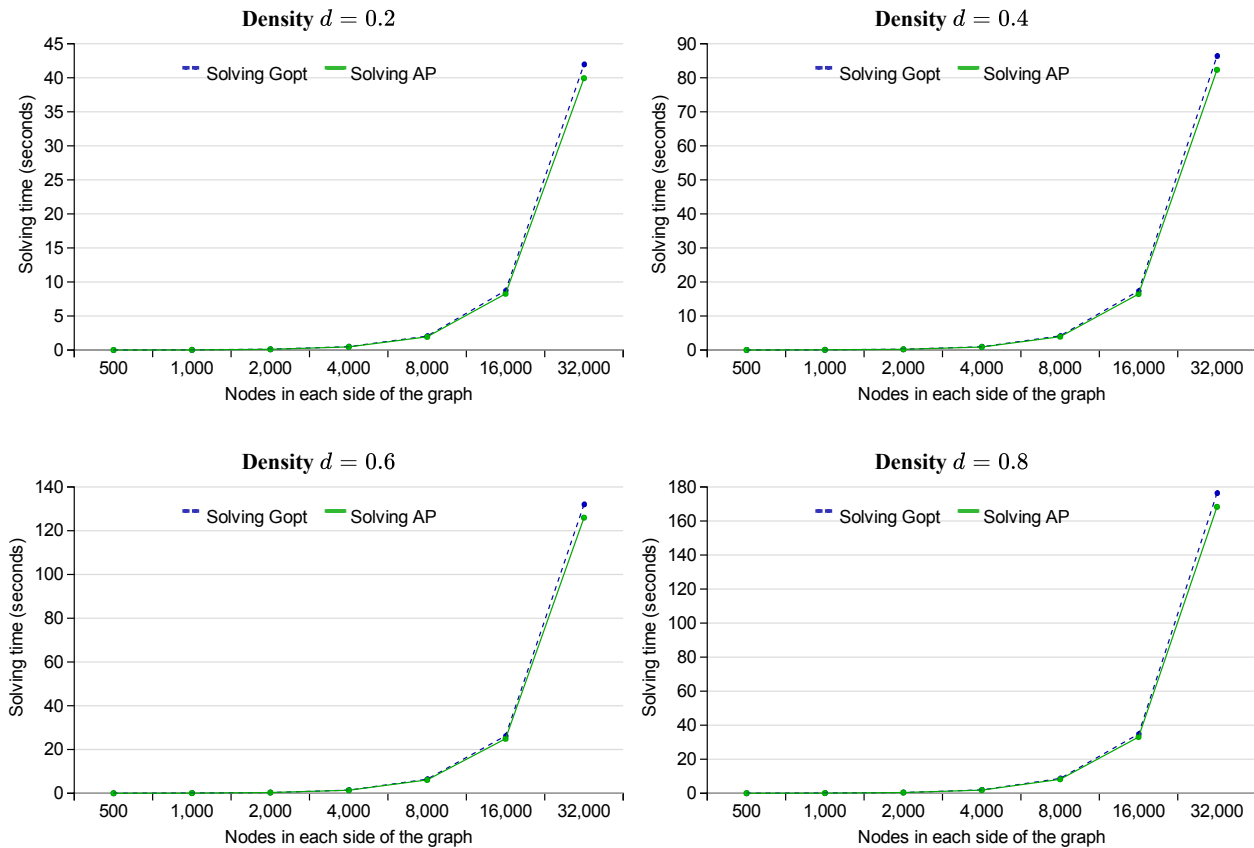 Density d = 0.2
Solving Gopt Solving AP
45
40
35
30
25
20
15
10
5
0
Solving time (seconds)
500 1,000 2,000 4,000 8,000 16,000 32,000
Nodes in each side of the graph
Density d = 0.4
Solving Gopt Solving AP
90
80
70
60
50
40
30
20
10
0
Solving time (seconds)
500 1,000 2,000 4,000 8,000 16,000 32,000
Nodes in each side of the graph
Density d = 0.6
Solving Gopt Solving AP
140
120
100
80
60
40
20
0
Solving time (seconds)
500 1,000 2,000 4,000 8,000 16,000 32,000
Nodes in each side of the graph
Density d = 0.8
Solving Gopt Solving AP
180
160
140
120
100
80
60
40
20
0
Solving time (seconds)
500 1,000 2,000 4,000 8,000 16,000 32,000
Nodes in each side of the graph